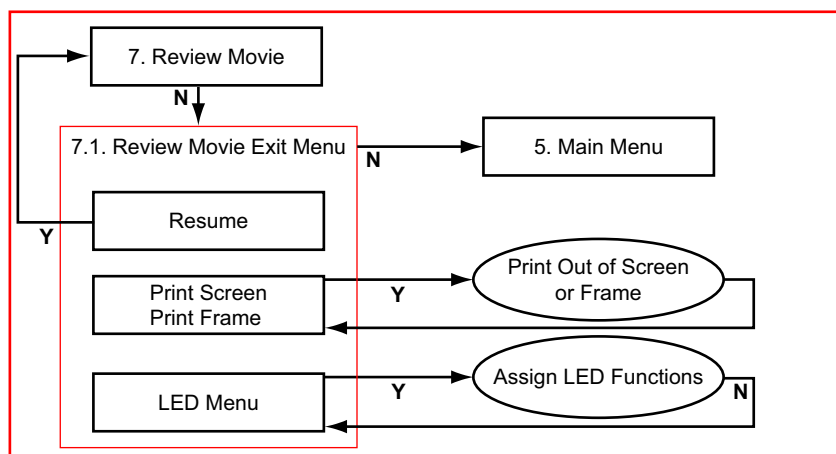 7. Review Movie
N
7.1. Review Movie Exit Menu
N
5. Main Menu
Resume
Y
Print Screen
Print Frame
Y
Print Out of Screen
or Frame
LED Menu
Y
Assign LED Functions
N